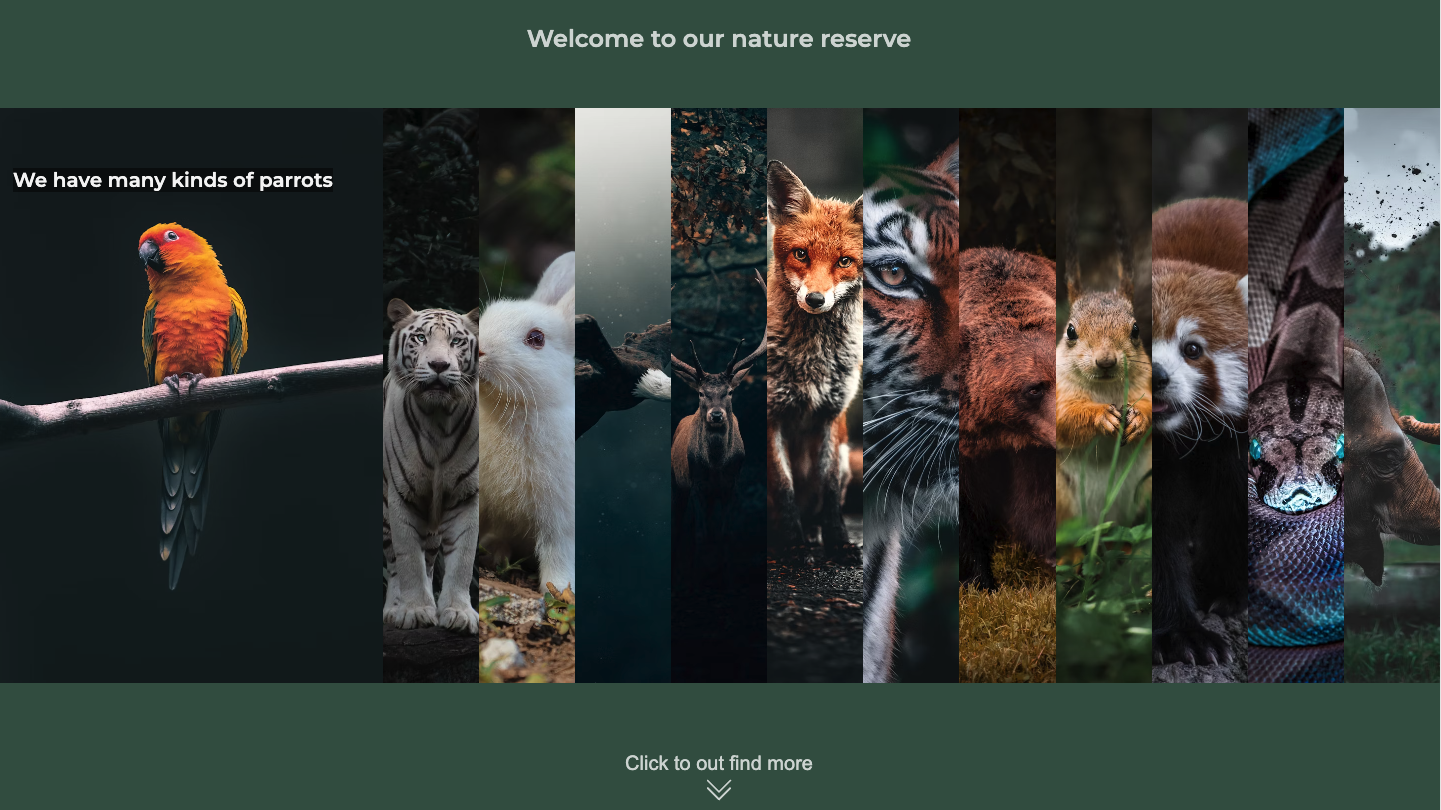 Welcome to our nature reserve
We have many kinds of parrots
Click to out find more